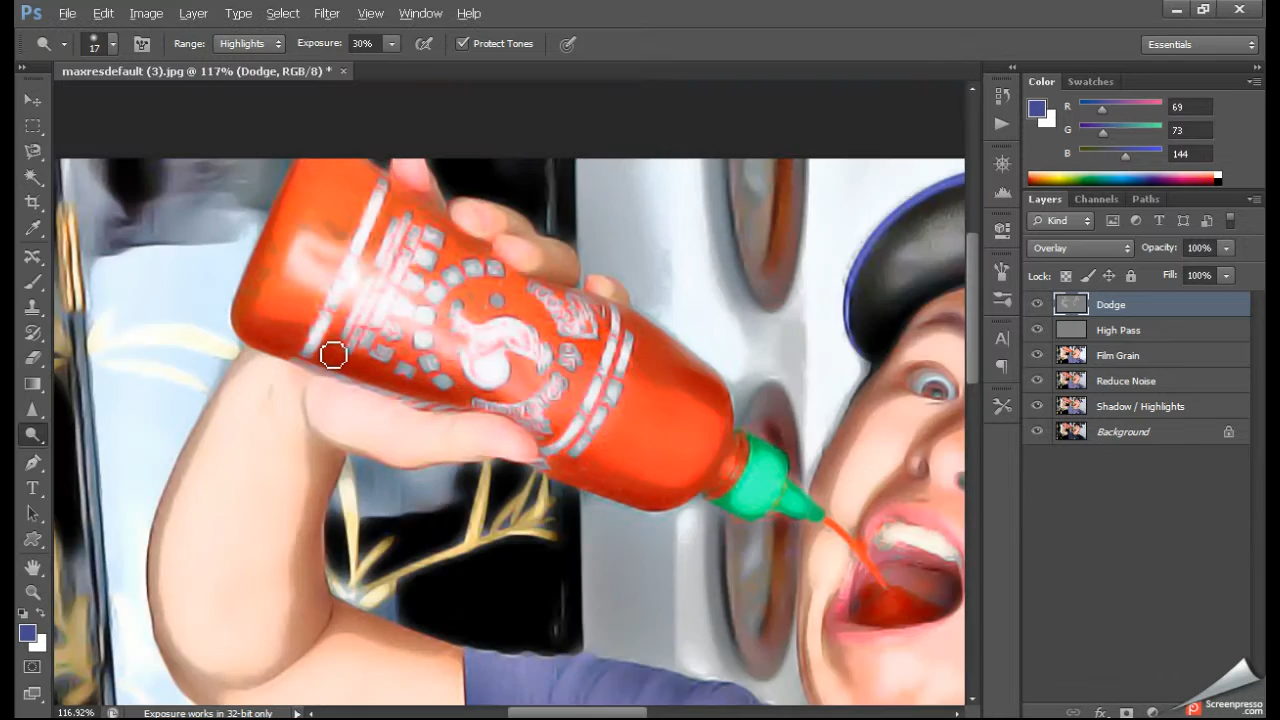 Ps File Edit Image Layer Type Select Filter View Window Help
17 Range: Highlights Exposure: 30% Protect Tones Essentials
maxresdefault (3).jpg @ 117% (Dodge, RGB/8) * ×
Color Swatches
R 69
G 73
B 144
Layers Channels Paths
Kind
Overlay Opacity: 100%
Lock: Fill: 100%
Dodge
High Pass
Film Grain
Reduce Noise
Shadow / Highlights
Background
116.92% Exposure works in 32-bit only
Screenpresso
.com